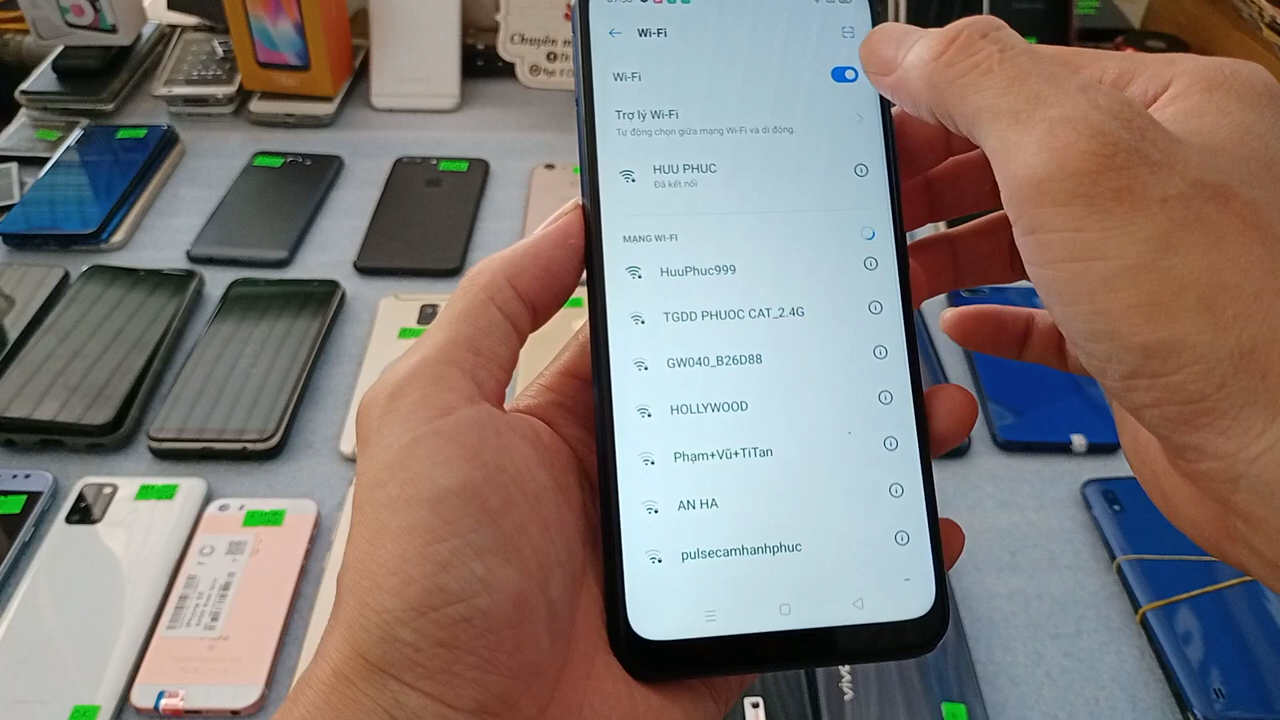 Wi-Fi
Wi-Fi
Trợ lý Wi-Fi
Tự động chọn giữa mạng Wi-Fi và di động.
HUU PHUC
Đã kết nối
MẠNG WI-FI
HuuPhuc999
TGDD PHUOC CAT_2.4G
GW040_B26D88
HOLLYWOOD
Phạm+Vũ+TiTan
AN HA
pulsecamhanhphuc
Chuyên
vivo